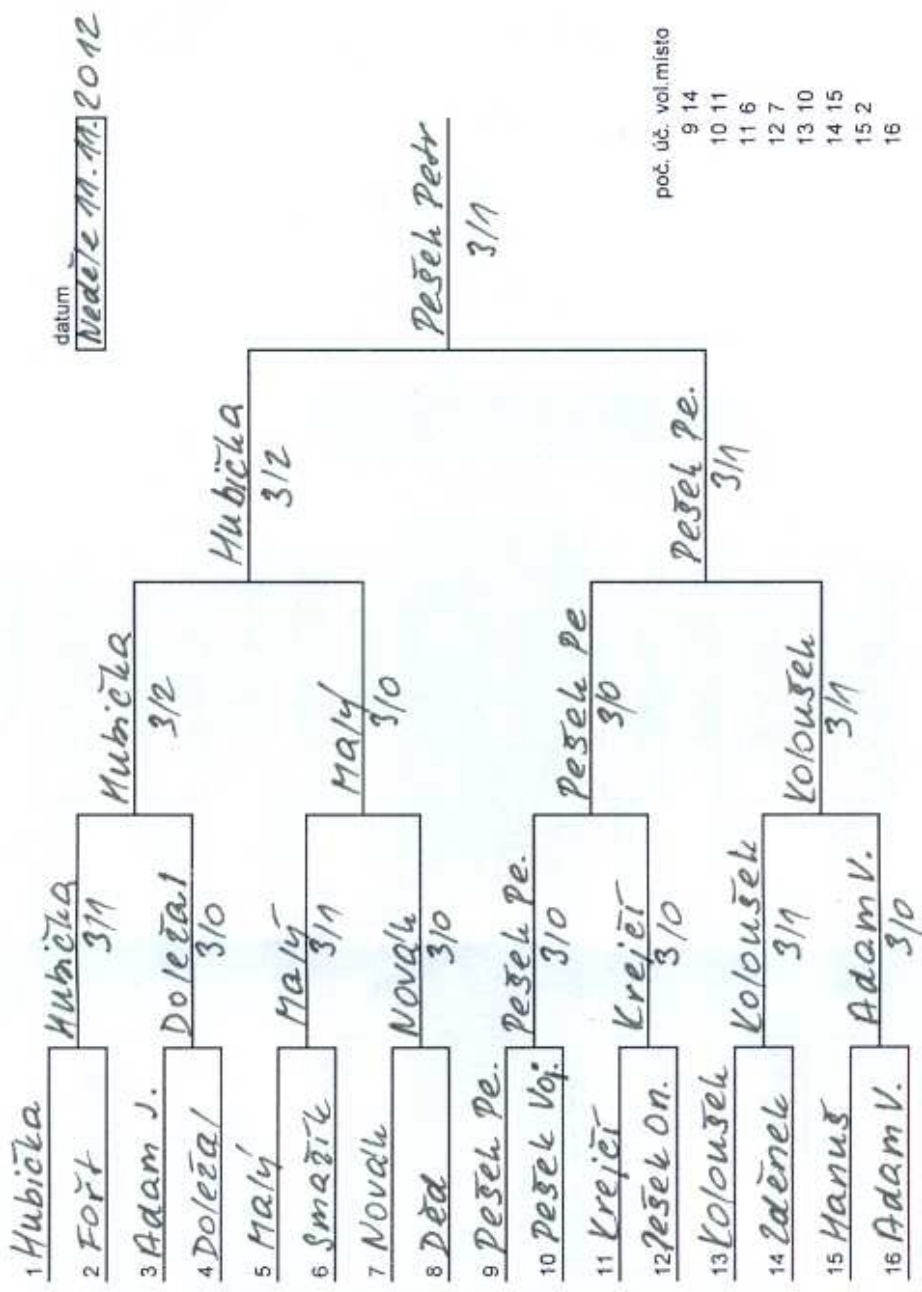 datum
Neděle 11.11.2012
1 Hubička
2 Fořt
3 Adam J.
4 Doležal
5 Malý
6 Smažík
7 Novák
8 Děd
9 Pešek Pe.
10 Pešek Voj.
11 Krejčí
12 Pešek On.
13 Koloušek
14 Zděnek
15 Hanuš
16 Adam V.
Hubička
3/1
Doležal
3/0
Malý
3/1
Novák
3/0
Pešek Pe.
3/0
Krejčí
3/0
Koloušek
3/1
Adam V.
3/0
Hubička
3/2
Malý
3/0
Pešek Pe
3/0
Koloušek
3/1
Hubička
3/2
Pešek Pe.
3/1
Pešek Petr
3/1
poč. úč. vol.místo
9 14
10 11
11 6
12 7
13 10
14 15
15 2
16